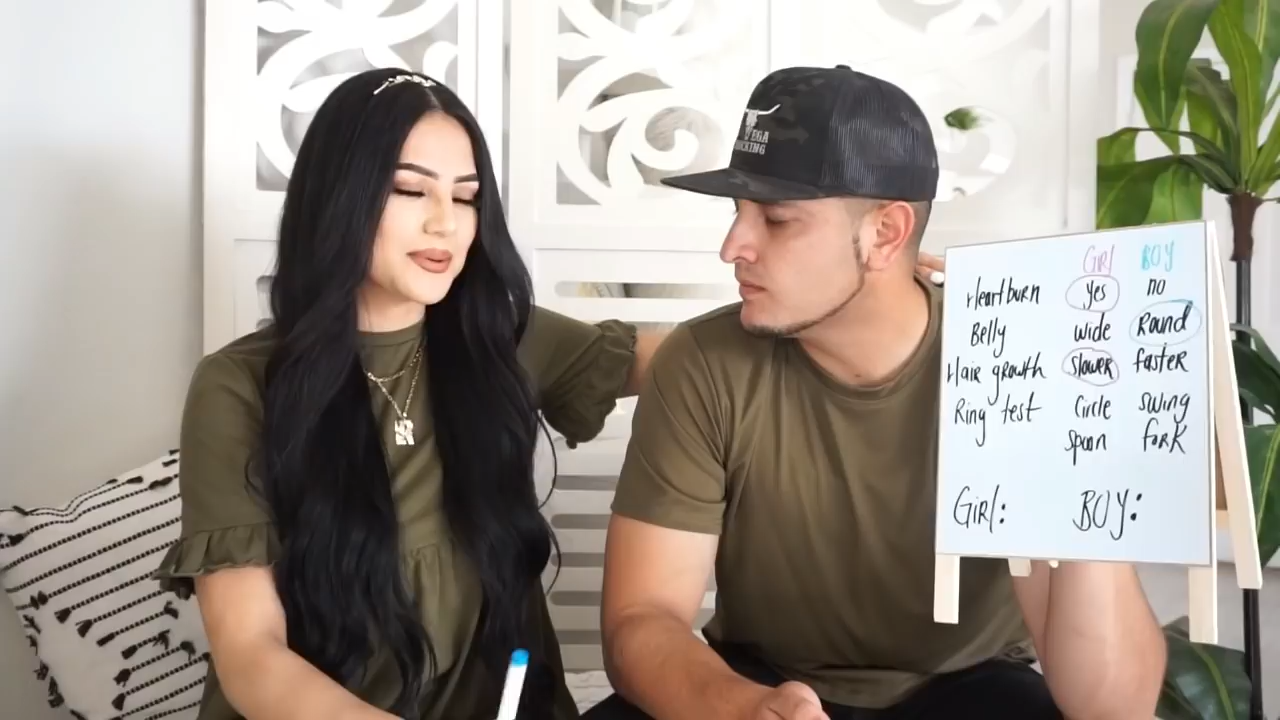 EGA
GIRL BOY
Heartburn yes no
Belly wide Round
Hair growth slower faster
Ring test circle swing
spoon fork
GIRL: BOY: